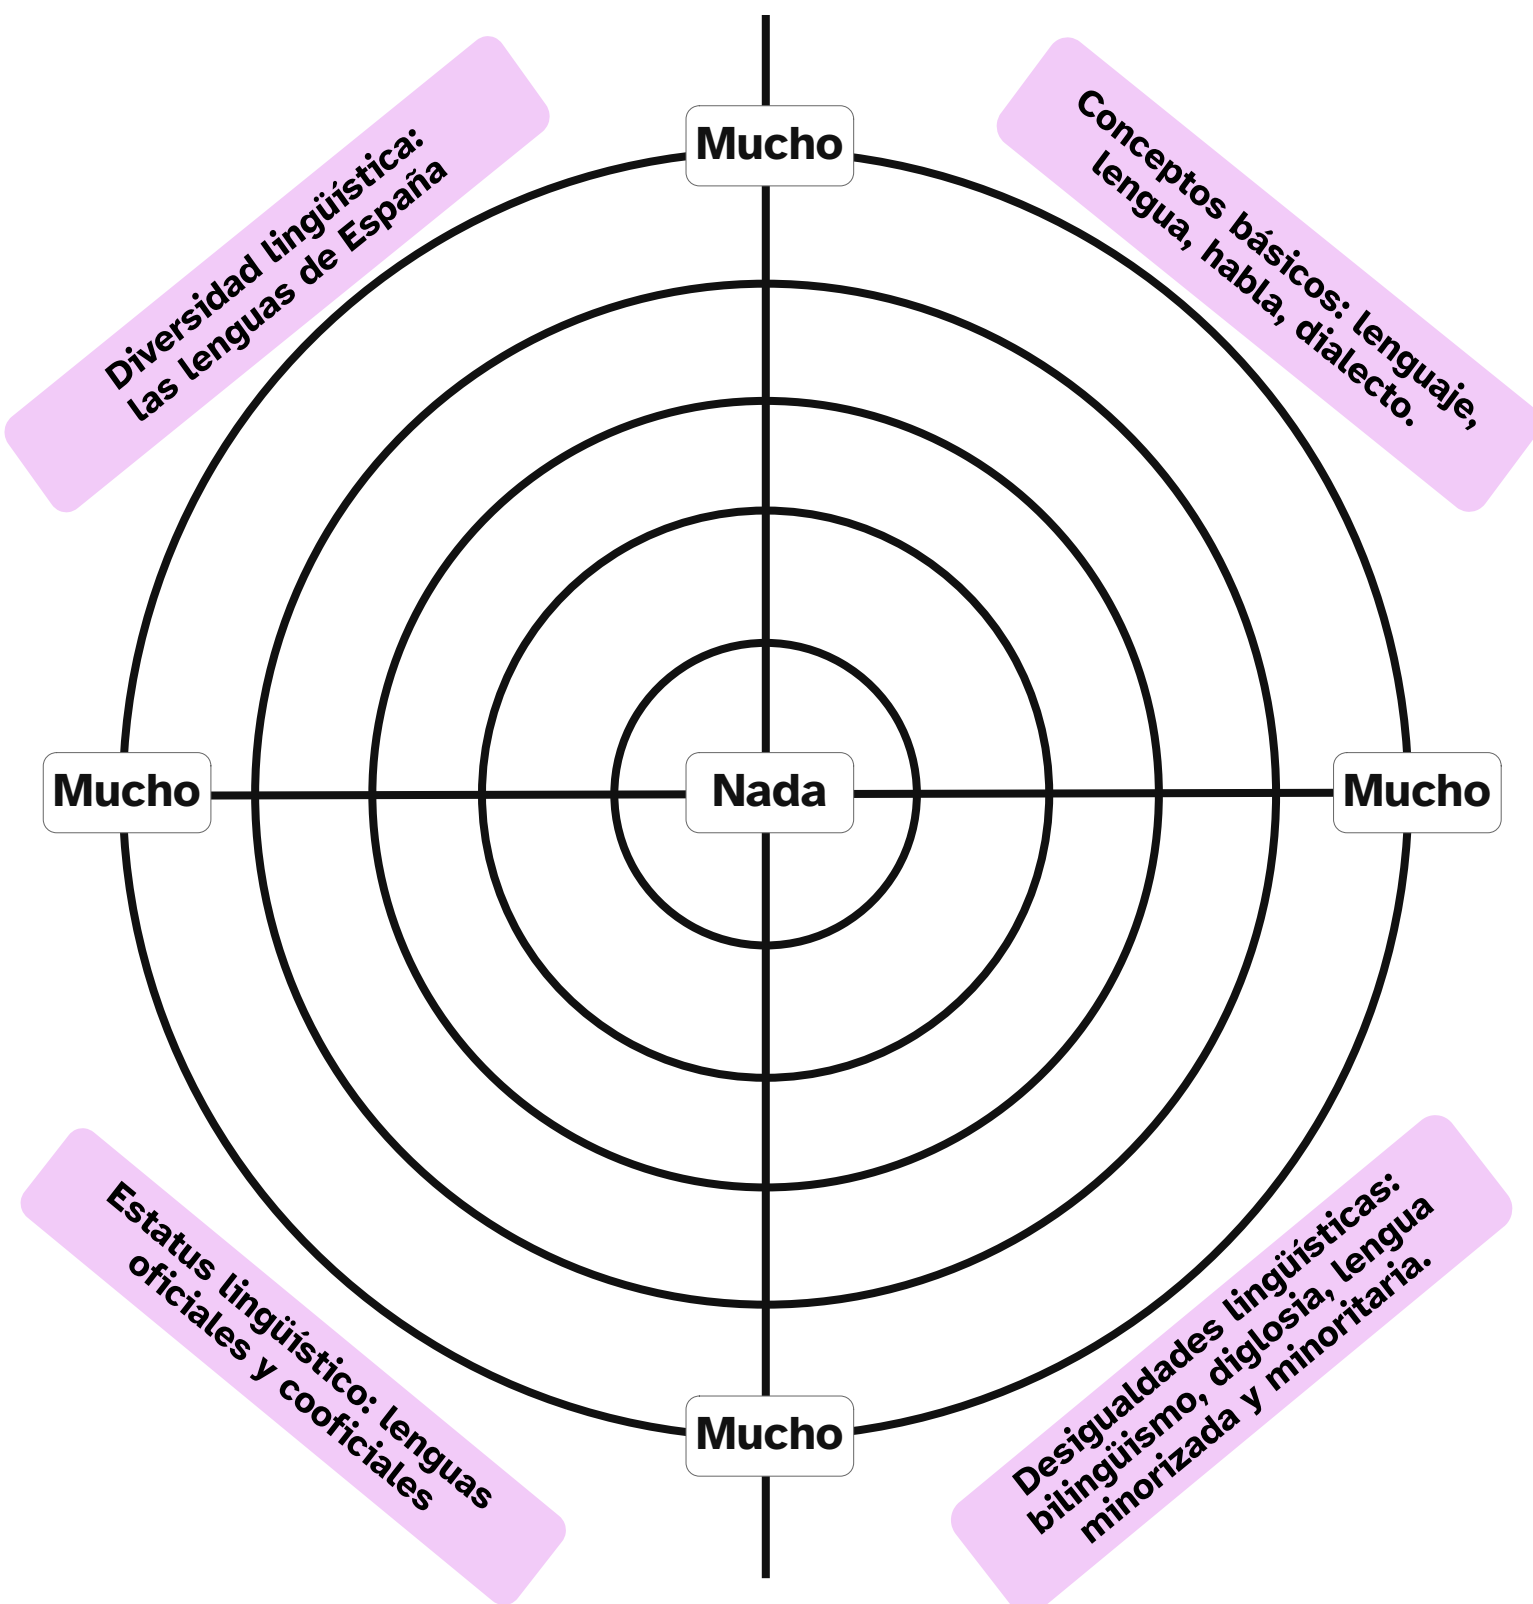 Diversidad lingüística:
las lenguas de España
Mucho
Conceptos básicos: lenguaje,
lengua, habla, dialecto.
Mucho
Nada
Mucho
Estatus lingüístico: lenguas
oficiales y cooficiales
Mucho
Desigualdades lingüísticas:
bilingüismo, diglosia, lengua
minorizada y minoritaria.